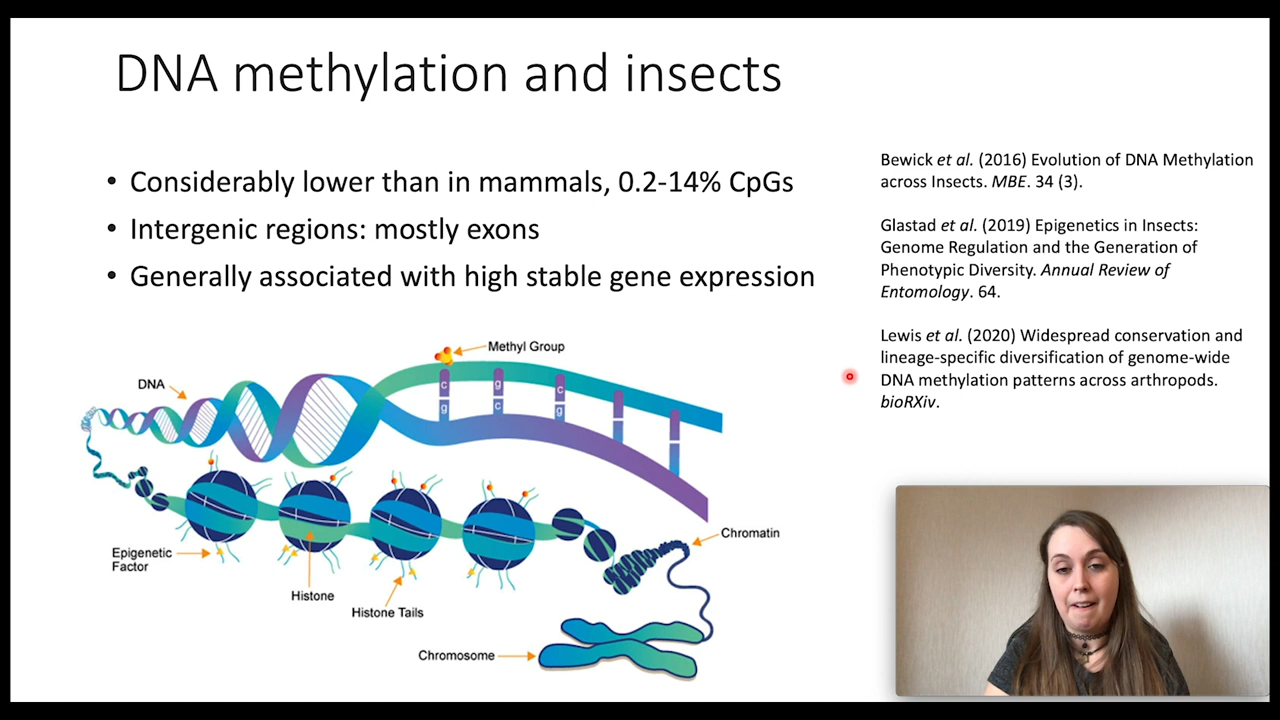 DNA methylation and insects
• Considerably lower than in mammals, 0.2-14% CpGs
• Intergenic regions: mostly exons
• Generally associated with high stable gene expression
Bewick et al. (2016) Evolution of DNA Methylation
across Insects. MBE. 34 (3).
Glastad et al. (2019) Epigenetics in Insects:
Genome Regulation and the Generation of
Phenotypic Diversity. Annual Review of
Entomology. 64.
Lewis et al. (2020) Widespread conservation and
lineage-specific diversification of genome-wide
DNA methylation patterns across arthropods.
bioRXiv.
Methyl Group
DNA
c g c
g c g
Epigenetic
Factor
Histone
Histone Tails
Chromatin
Chromosome